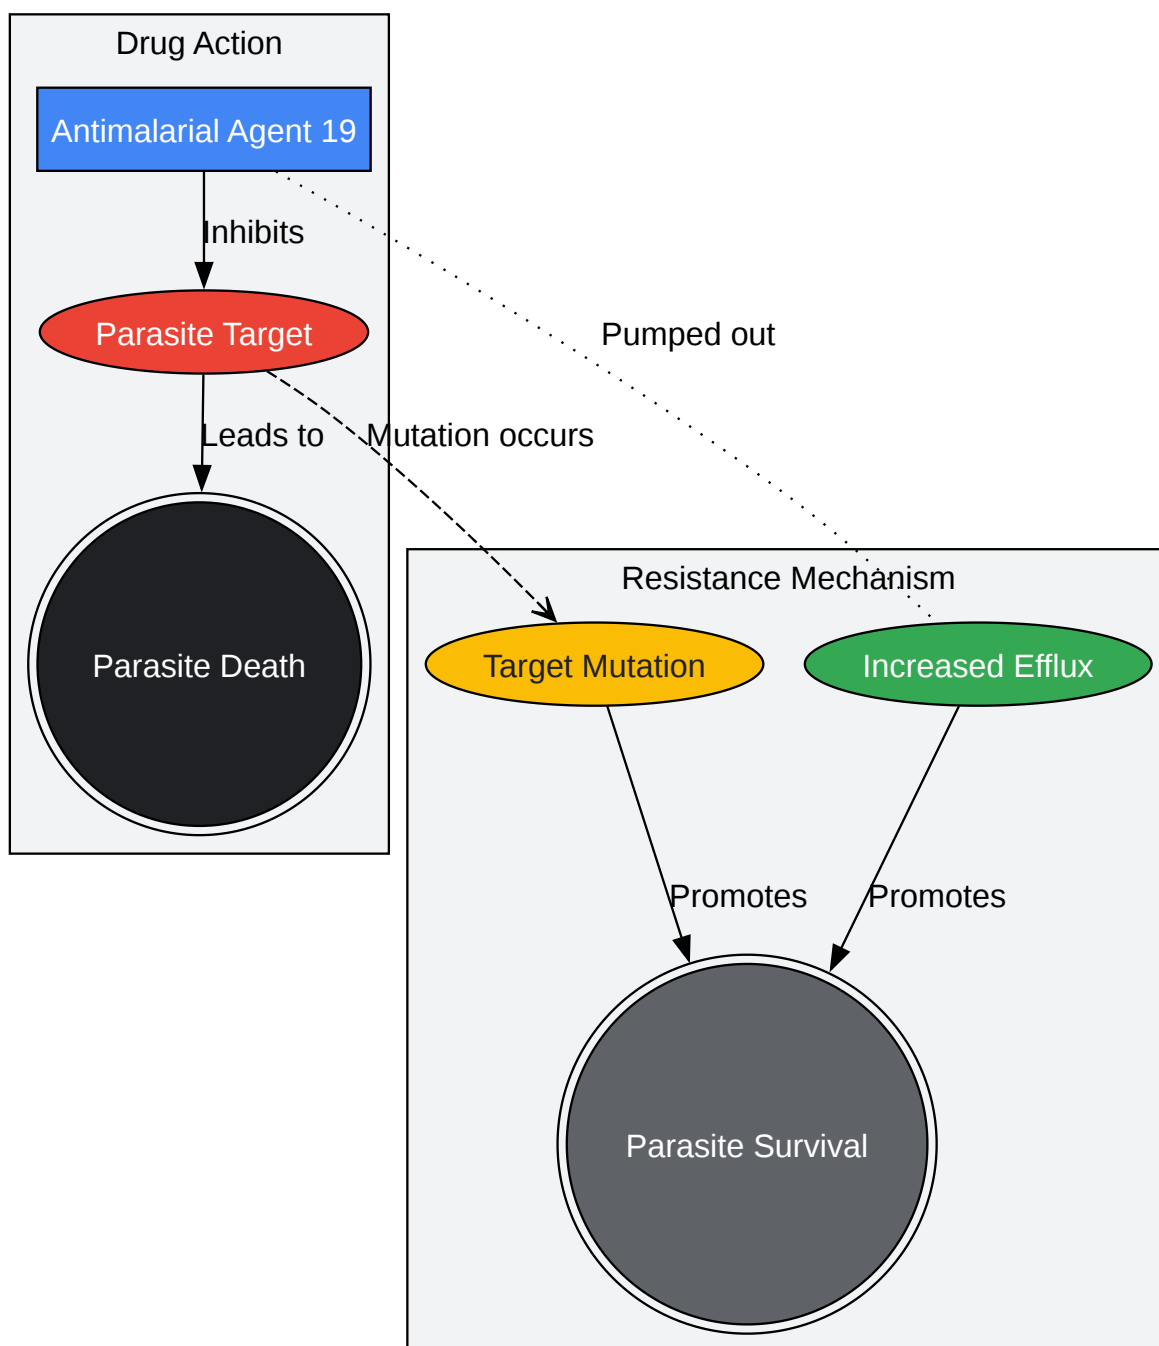 Drug Action
Antimalarial Agent 19
Inhibits
Parasite Target
Pumped out
Leads to
Mutation occurs
Resistance Mechanism
Parasite Death
Target Mutation
Increased Efflux
Promotes
Promotes
Parasite Survival